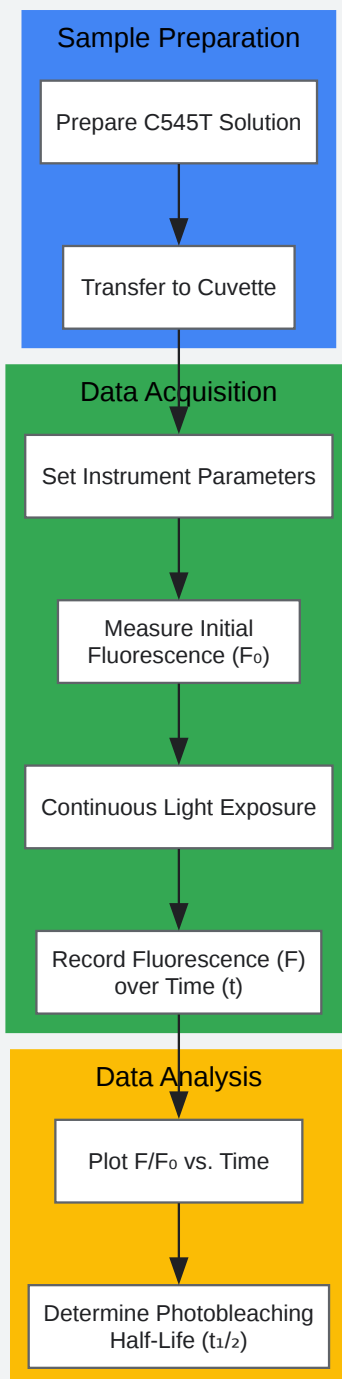 Sample Preparation
Prepare C545T Solution
Transfer to Cuvette
Data Acquisition
Set Instrument Parameters
Measure Initial
Fluorescence (F₀)
Continuous Light Exposure
Record Fluorescence (F)
over Time (t)
Data Analysis
Plot F/F₀ vs. Time
Determine Photobleaching
Half-Life (t₁/₂)